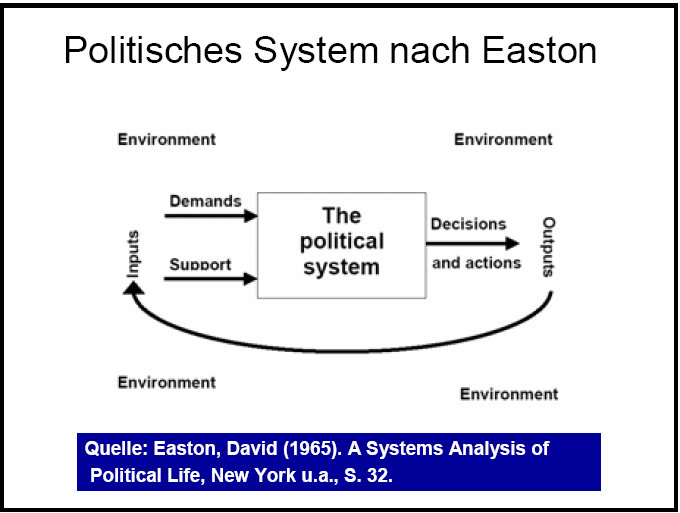 Politisches System nach Easton
Environment
Environment
Demands
Support
Inputs
The
political
system
Decisions
and actions
Outputs
Environment
Environment
Quelle: Easton, David (1965). A Systems Analysis of
Political Life, New York u.a., S. 32.